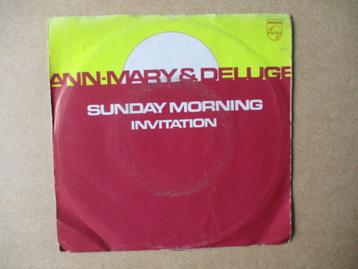 PHILIPS
ANN-MARY & DELUGE
SUNDAY MORNING
INVITATION